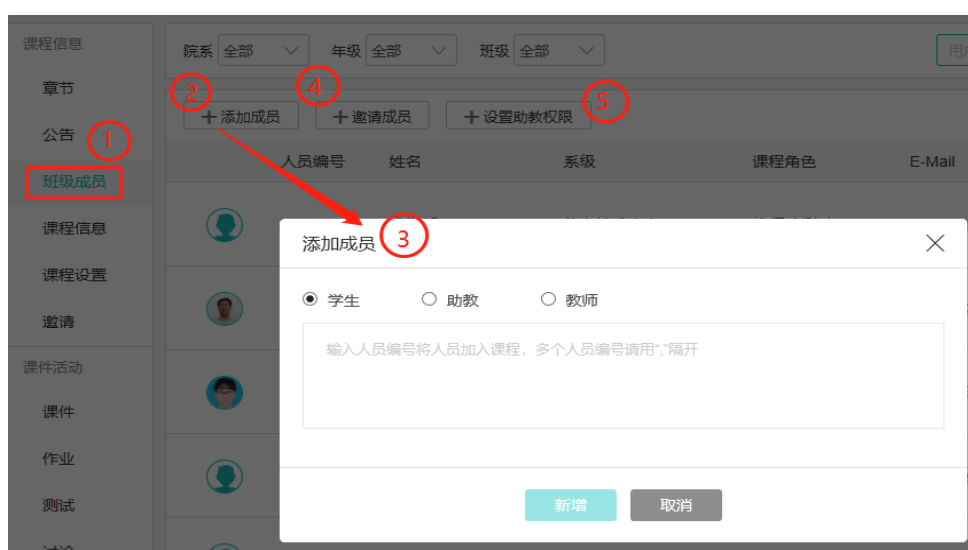 课程信息
章节
公告
班级成员
课程信息
课程设置
邀请
课件活动
课件
作业
测试
院系 全部 年级 全部 班级 全部
② ④ ⑤
+添加成员 +邀请成员 +设置助教权限
①
人员编号 姓名 系级 课程角色 E-Mail
添加成员 ③
学生 助教 教师
输入人员编号将人员加入课程，多个人员编号请用","隔开
新增 取消